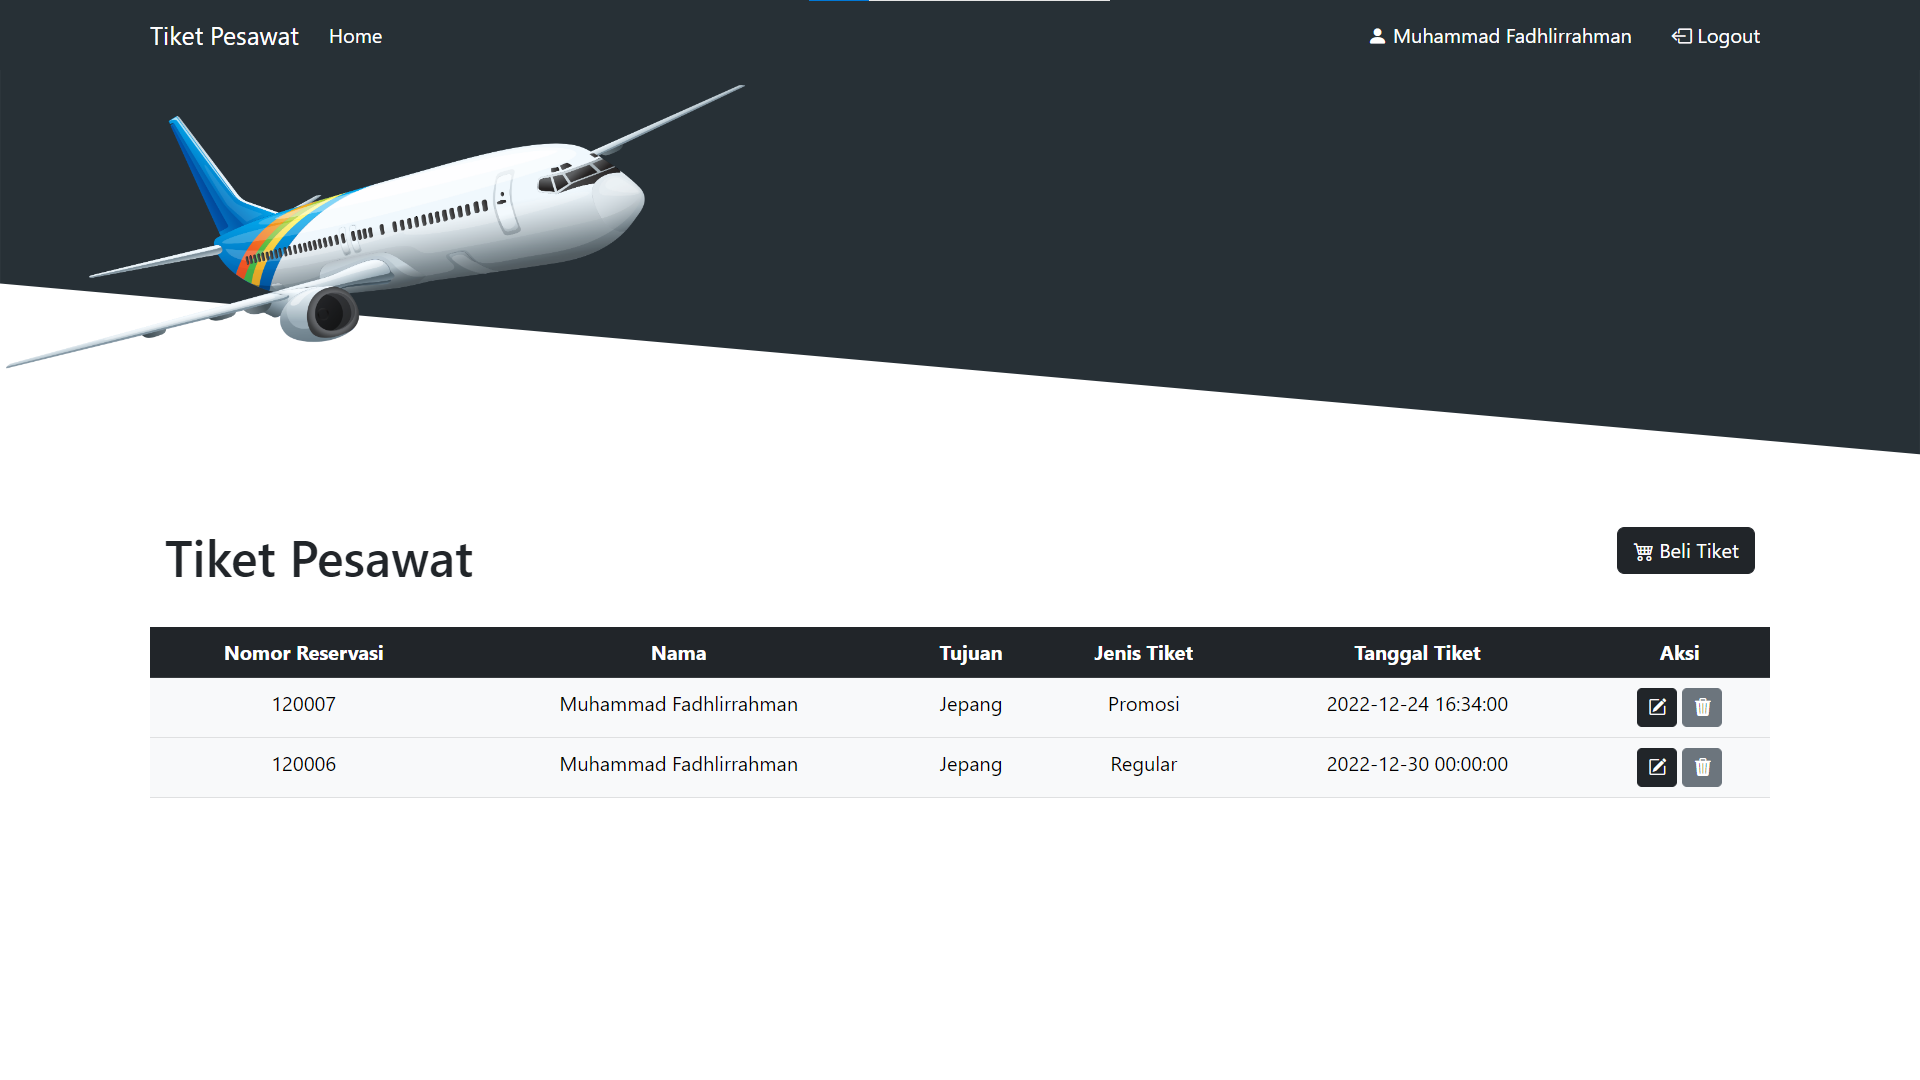 Tiket Pesawat Home Muhammad Fadhlirrahman Logout
Tiket Pesawat Beli Tiket
Nomor Reservasi Nama Tujuan Jenis Tiket Tanggal Tiket Aksi
120007 Muhammad Fadhlirrahman Jepang Promosi 2022-12-24 16:34:00
120006 Muhammad Fadhlirrahman Jepang Regular 2022-12-30 00:00:00